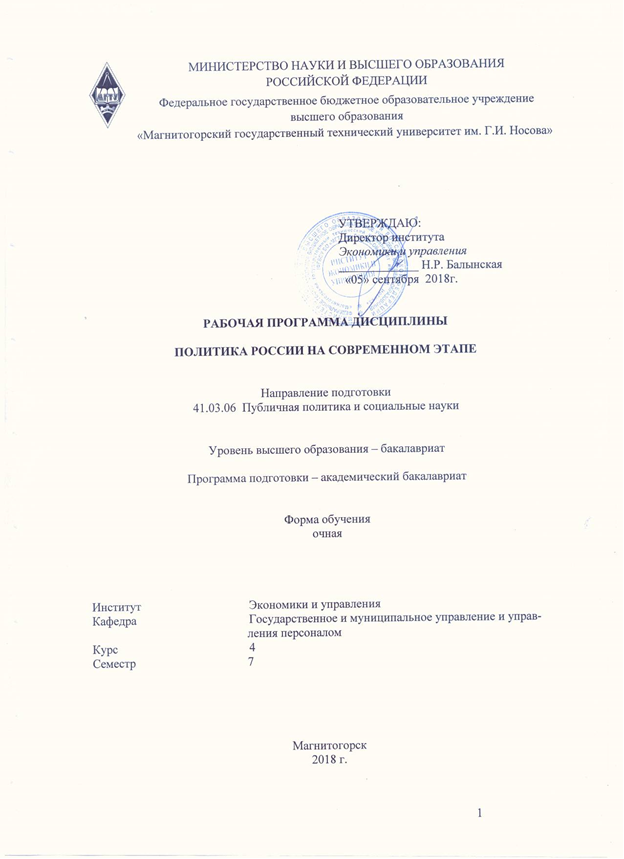 МИНИСТЕРСТВО НАУКИ И ВЫСШЕГО ОБРАЗОВАНИЯ
РОССИЙСКОЙ ФЕДЕРАЦИИ
Федеральное государственное бюджетное образовательное учреждение
высшего образования
«Магнитогорский государственный технический университет им. Г.И. Носова»
УТВЕРЖДАЮ:
Директор института
Экономики и управления
Н.Р. Балынская
«05» сентября 2018г.
РАБОЧАЯ ПРОГРАММА ДИСЦИПЛИНЫ
ПОЛИТИКА РОССИИ НА СОВРЕМЕННОМ ЭТАПЕ
Направление подготовки
41.03.06 Публичная политика и социальные науки
Уровень высшего образования – бакалавриат
Программа подготовки – академический бакалавриат
Форма обучения
очная
Институт Экономики и управления
Кафедра Государственное и муниципальное управление и управ-
ления персоналом
Курс 4
Семестр 7
Магнитогорск
2018 г.
1